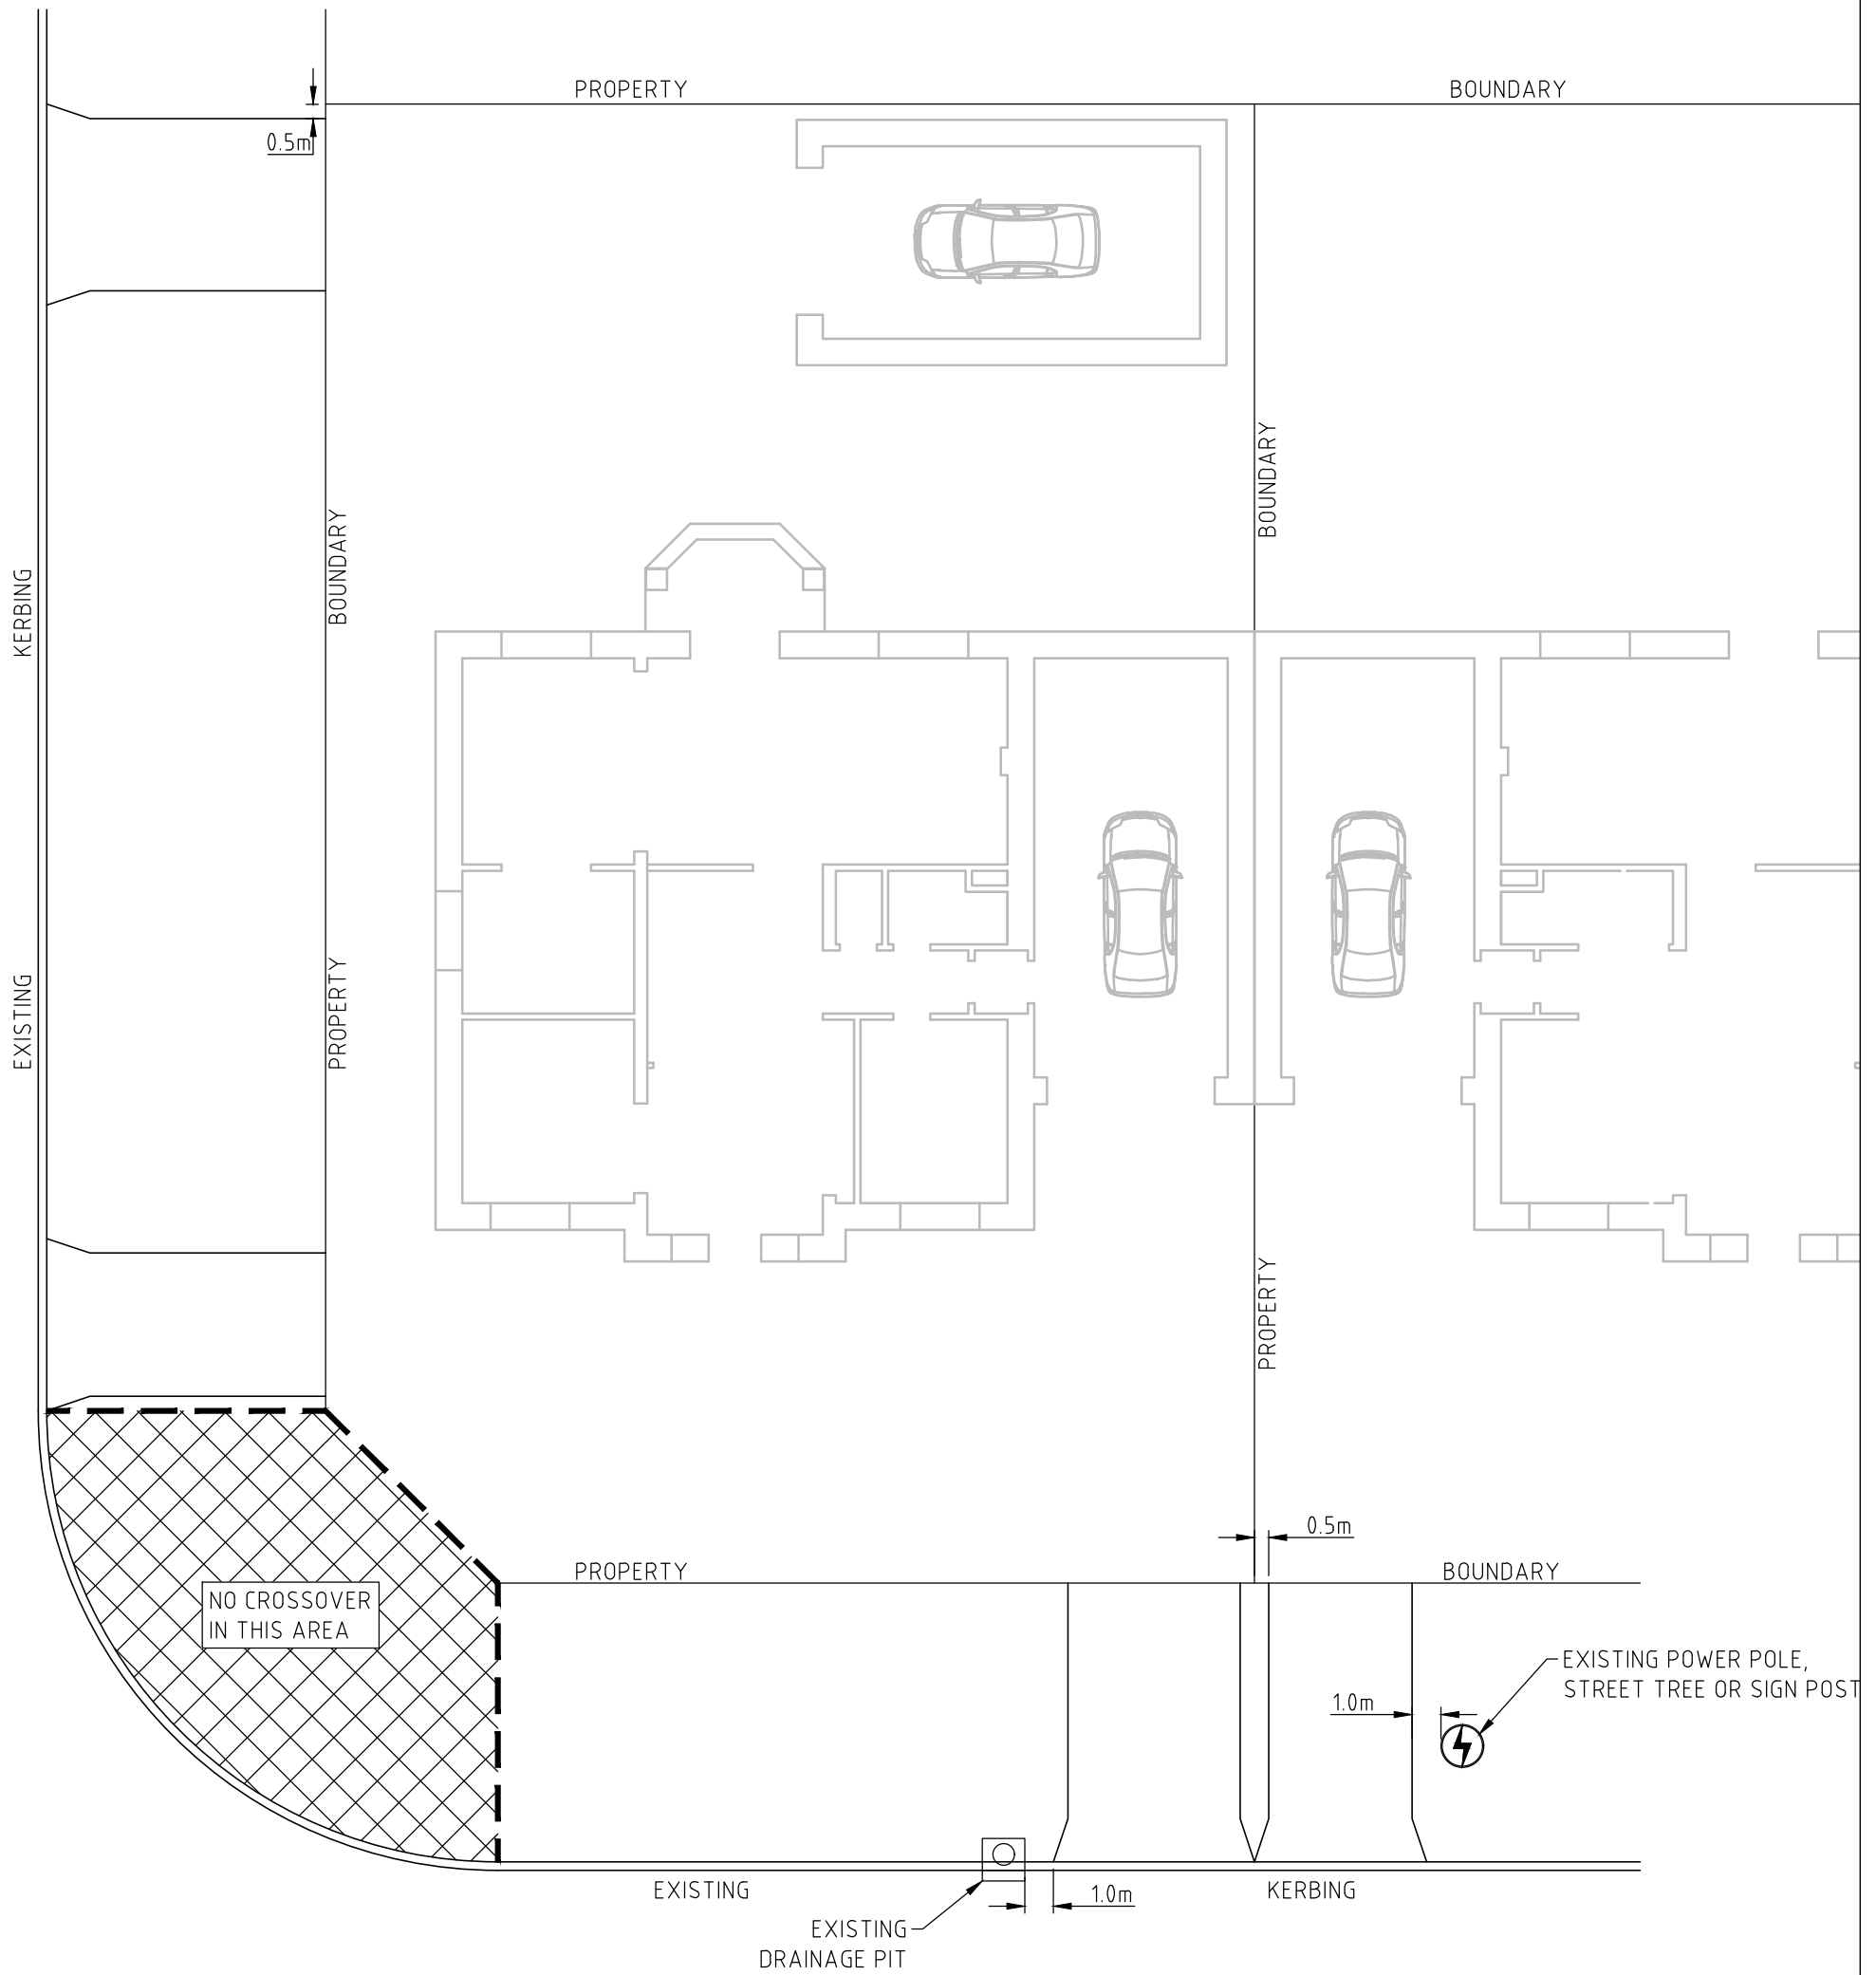 PROPERTY
BOUNDARY
0.5m
BOUNDARY
BOUNDARY
KERBING
EXISTING
PROPERTY
PROPERTY
0.5m
PROPERTY
BOUNDARY
NO CROSSOVER
IN THIS AREA
EXISTING POWER POLE,
STREET TREE OR SIGN POST
1.0m
EXISTING
KERBING
1.0m
EXISTING
DRAINAGE PIT